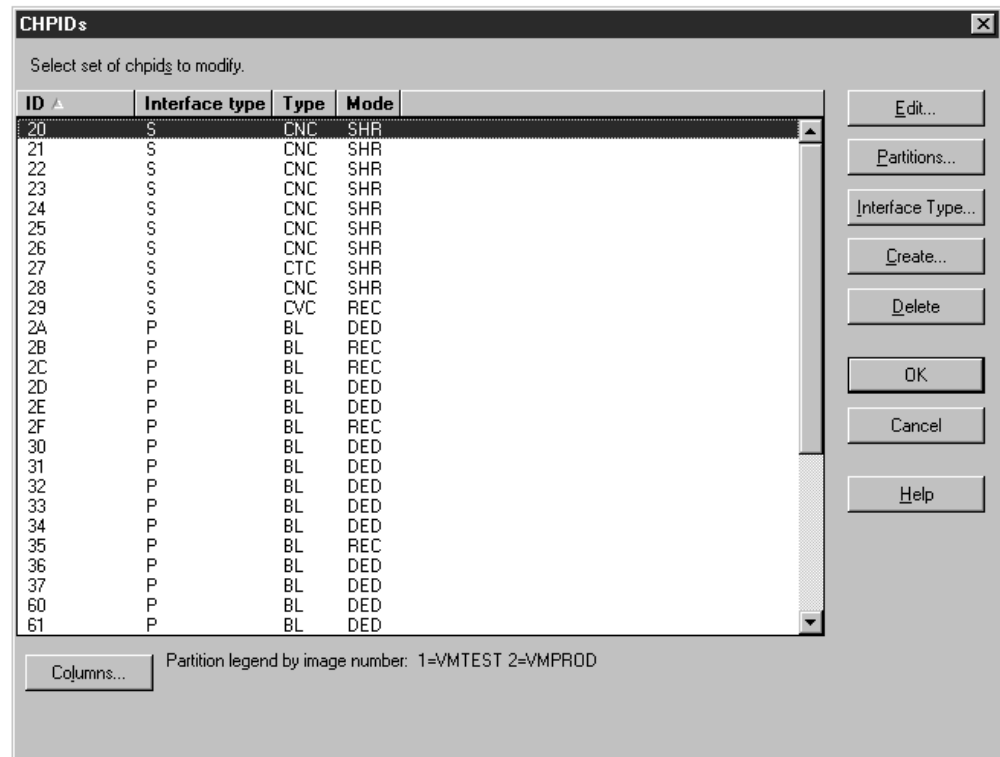 CHPIDs
Select set of chpids to modify.
ID Interface type Type Mode
20 S CNC SHR
21 S CNC SHR
22 S CNC SHR
23 S CNC SHR
24 S CNC SHR
25 S CNC SHR
26 S CNC SHR
27 S CTC SHR
28 S CNC SHR
29 S CVC REC
2A P BL DED
2B P BL REC
2C P BL REC
2D P BL DED
2E P BL DED
2F P BL REC
30 P BL DED
31 P BL DED
32 P BL DED
33 P BL DED
34 P BL DED
35 P BL REC
36 P BL DED
37 P BL DED
60 P BL DED
61 P BL DED
Edit...
Partitions...
Interface Type...
Create...
Delete
OK
Cancel
Help
Columns...
Partition legend by image number: 1=VMTEST 2=VMPROD